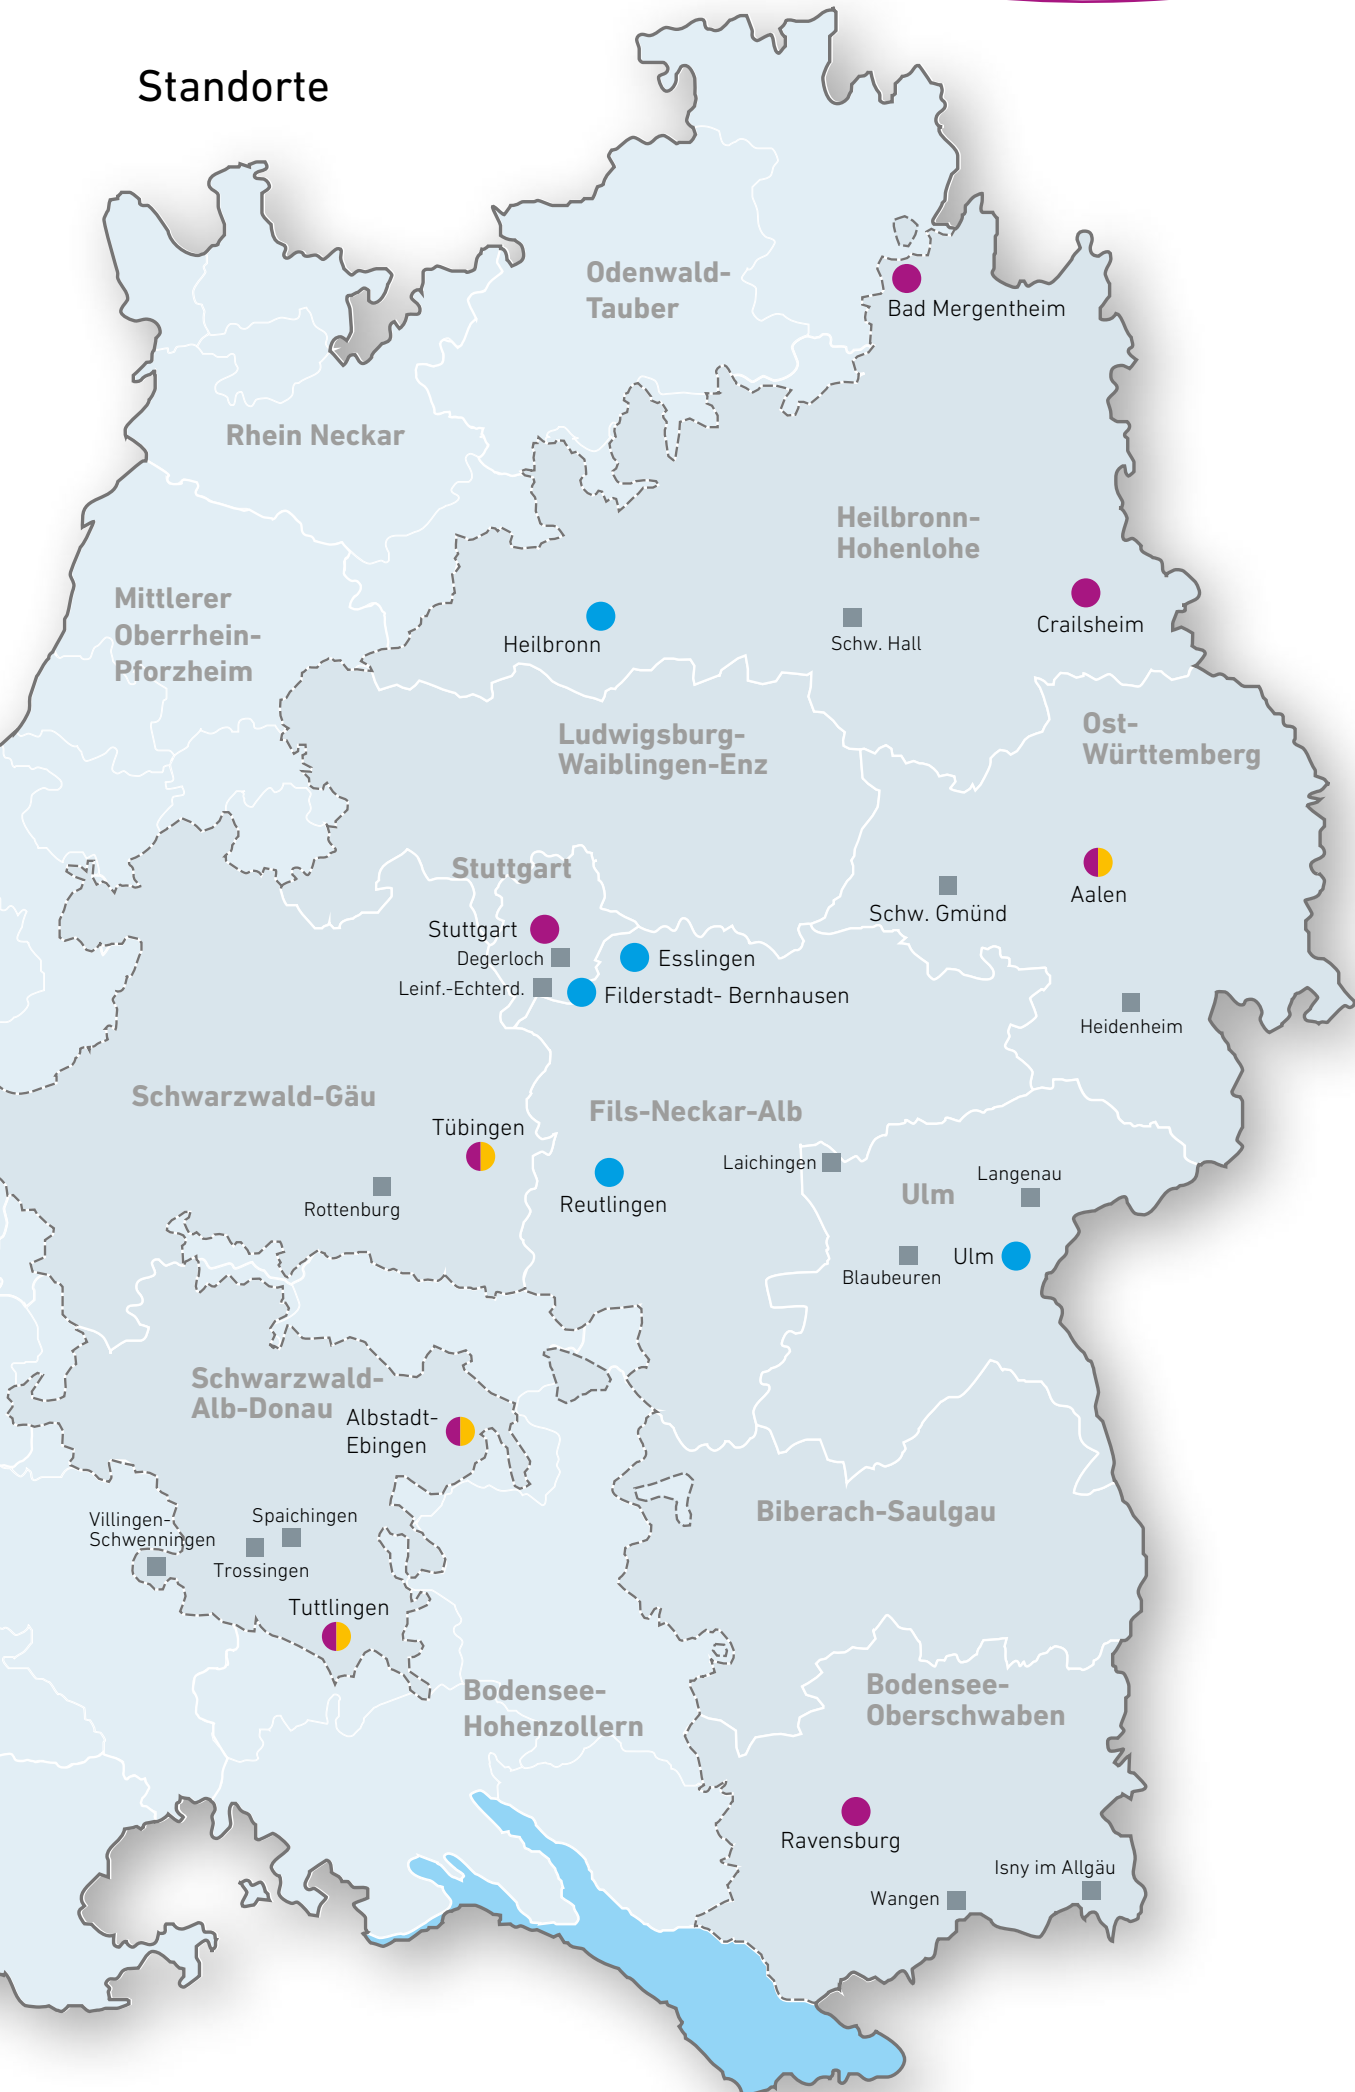 Standorte
Odenwald-
Tauber
Bad Mergentheim
Rhein Neckar
Heilbronn-
Hohenlohe
Mittlerer
Oberrhein-
Pforzheim
Heilbronn
Schw. Hall
Crailsheim
Ludwigsburg-
Waiblingen-Enz
Ost-
Württemberg
Stuttgart
Aalen
Schw. Gmünd
Stuttgart
Degerloch
Esslingen
Leinf.-Echterd.
Filderstadt- Bernhausen
Heidenheim
Schwarzwald-Gäu
Fils-Neckar-Alb
Tübingen
Laichingen
Langenau
Ulm
Rottenburg
Reutlingen
Ulm
Blaubeuren
Schwarzwald-
Alb-Donau
Albstadt-
Ebingen
Villingen-
Schwenningen
Spaichingen
Trossingen
Biberach-Saulgau
Tuttlingen
Bodensee-
Hohenzollern
Bodensee-
Oberschwaben
Ravensburg
Isny im Allgäu
Wangen